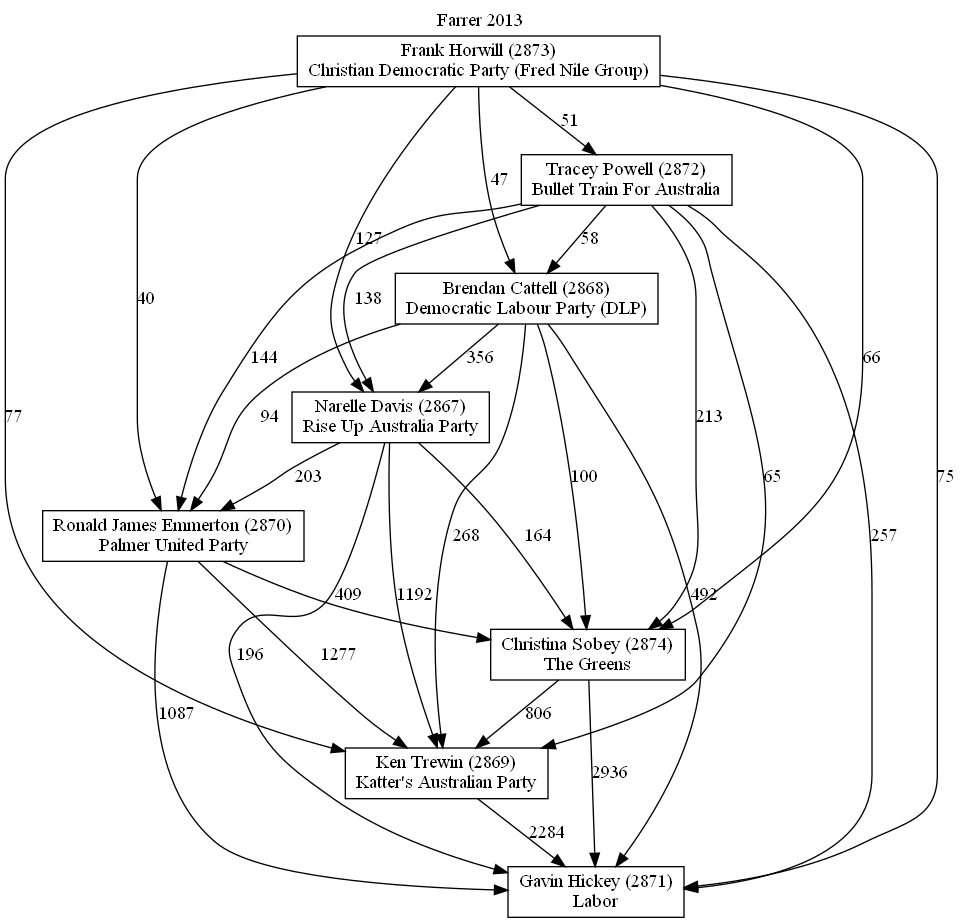 Farrer 2013
Frank Horwill (2873)
Christian Democratic Party (Fred Nile Group)
51
Tracey Powell (2872)
Bullet Train For Australia
47
127
58
Brendan Cattell (2868)
Democratic Labour Party (DLP)
40
138
144
356
66
94
Narelle Davis (2867)
Rise Up Australia Party
77
213
203
100
65
75
Ronald James Emmerton (2870)
Palmer United Party
268
164
257
409
1192
492
196
1277
Christina Sobey (2874)
The Greens
1087
806
Ken Trewin (2869)
Katter's Australian Party
2936
2284
Gavin Hickey (2871)
Labor